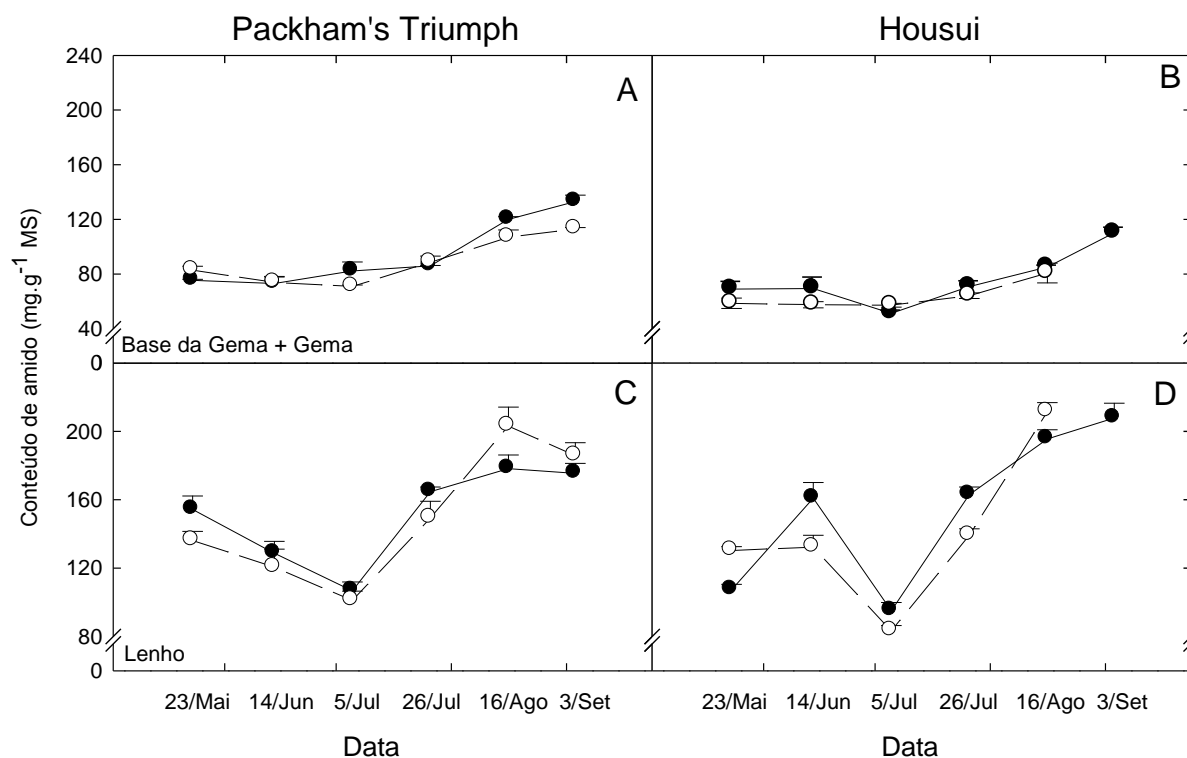 Packham's Triumph
Housui
Conteúdo de amido (mg.g-1 MS)
240
200
160
120
80
40
0
A
Base da Gema + Gema
B
200
160
120
80
0
C
Lenho
D
23/Mai 14/Jun 5/Jul 26/Jul 16/Ago 3/Set
23/Mai 14/Jun 5/Jul 26/Jul 16/Ago 3/Set
Data
Data